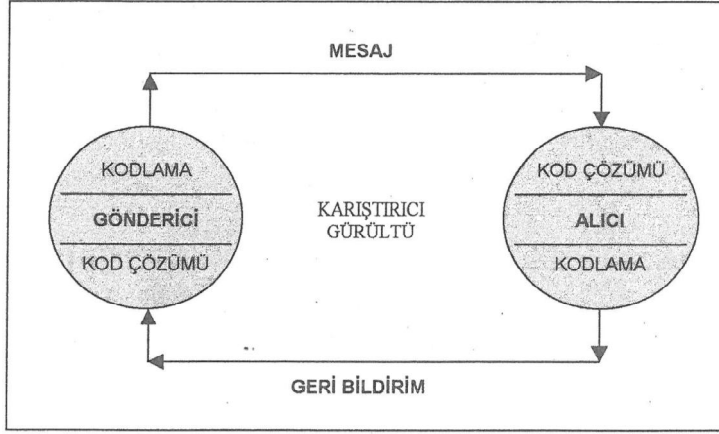 MESAJ
KODLAMA
GÖNDERİCİ
KOD ÇÖZÜMÜ
KARIŞTIRICI
GÜRÜLTÜ
KOD ÇÖZÜMÜ
ALICI
KODLAMA
GERİ BİLDİRİM